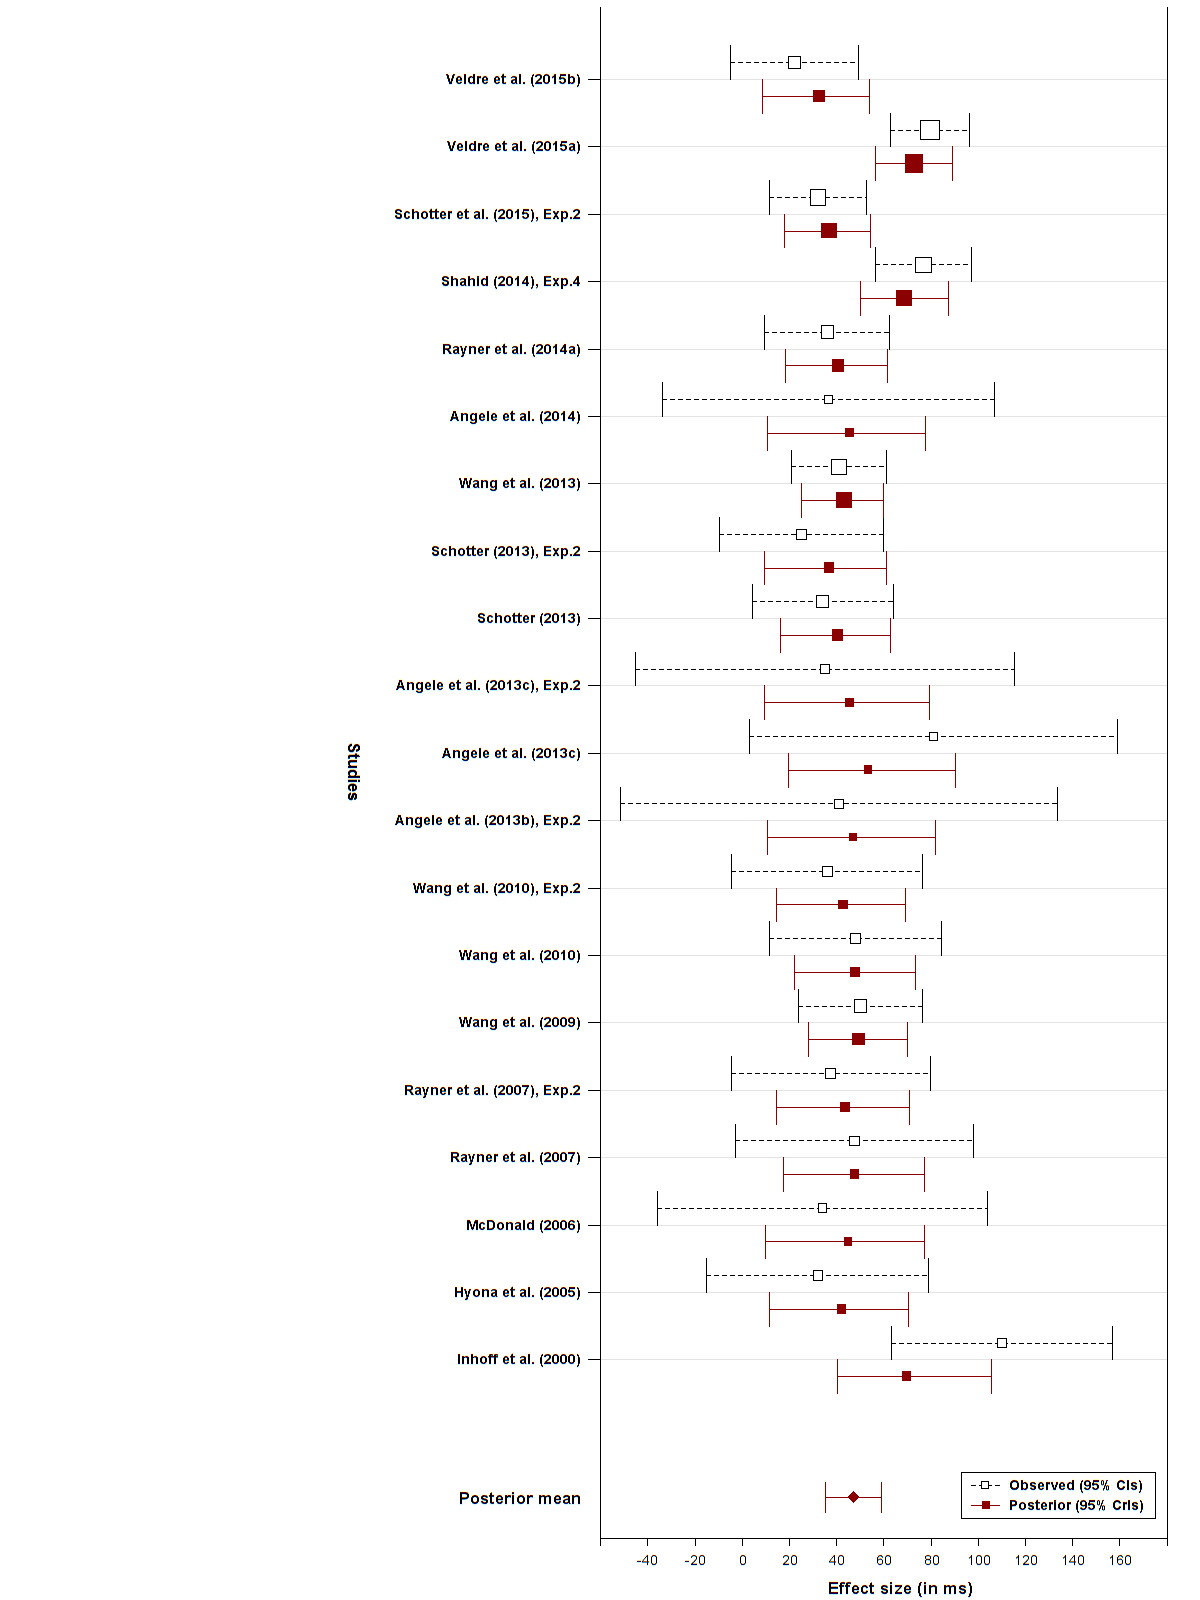 Veldre et al. (2015b)
Veldre et al. (2015a)
Schotter et al. (2015), Exp.2
Shahid (2014), Exp.4
Rayner et al. (2014a)
Angele et al. (2014)
Wang et al. (2013)
Schotter (2013), Exp.2
Schotter (2013)
Angele et al. (2013c), Exp.2
Angele et al. (2013c)
Studies
Angele et al. (2013b), Exp.2
Wang et al. (2010), Exp.2
Wang et al. (2010)
Wang et al. (2009)
Rayner et al. (2007), Exp.2
Rayner et al. (2007)
McDonald (2006)
Hyona et al. (2005)
Inhoff et al. (2000)
Posterior mean
Observed (95% CIs)
Posterior (95% CrIs)
-40 -20 0 20 40 60 80 100 120 140 160
Effect size (in ms)